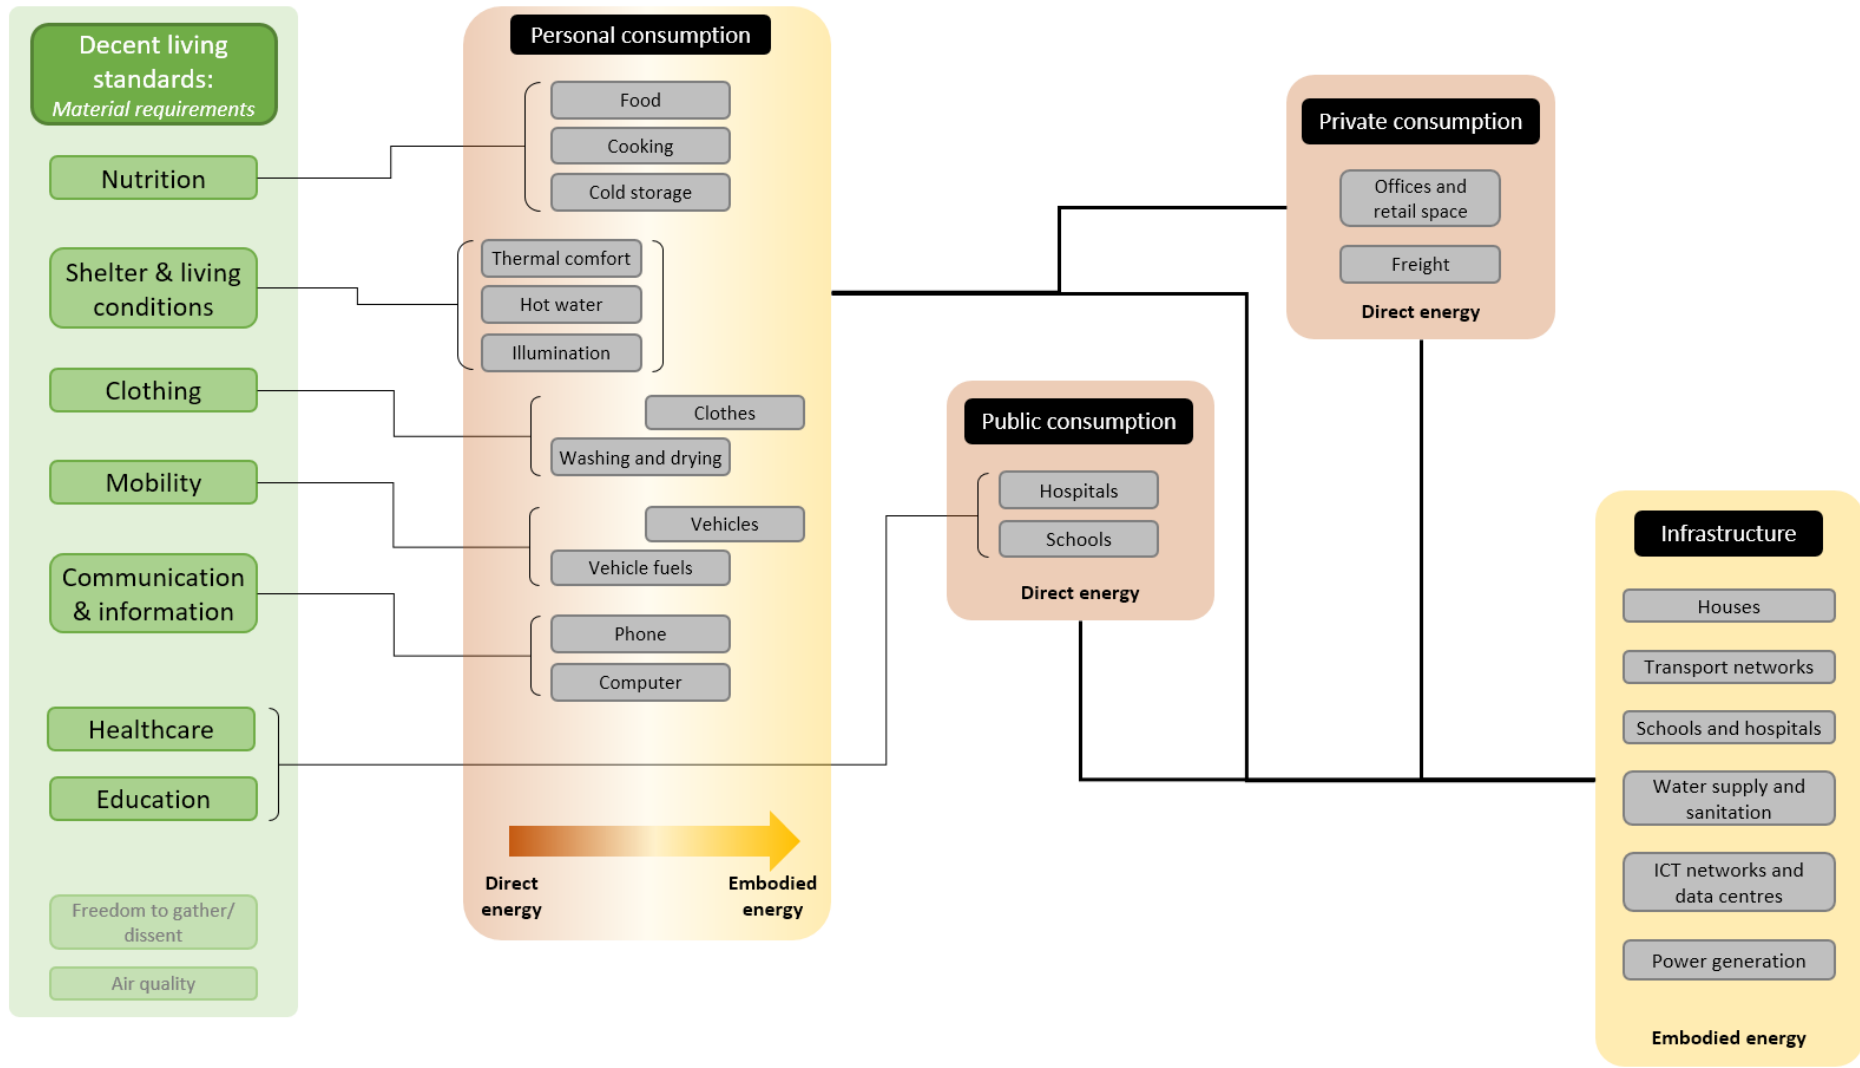 Decent living
standards:
Material requirements
Nutrition
Shelter & living
conditions
Clothing
Mobility
Communication
& information
Healthcare
Education
Freedom to gather/
dissent
Air quality
Personal consumption
Food
Cooking
Cold storage
Thermal comfort
Hot water
Illumination
Clothes
Washing and drying
Vehicles
Vehicle fuels
Phone
Computer
Direct
energy
Embodied
energy
Public consumption
Hospitals
Schools
Direct energy
Private consumption
Offices and
retail space
Freight
Direct energy
Infrastructure
Houses
Transport networks
Schools and hospitals
Water supply and
sanitation
ICT networks and
data centres
Power generation
Embodied energy